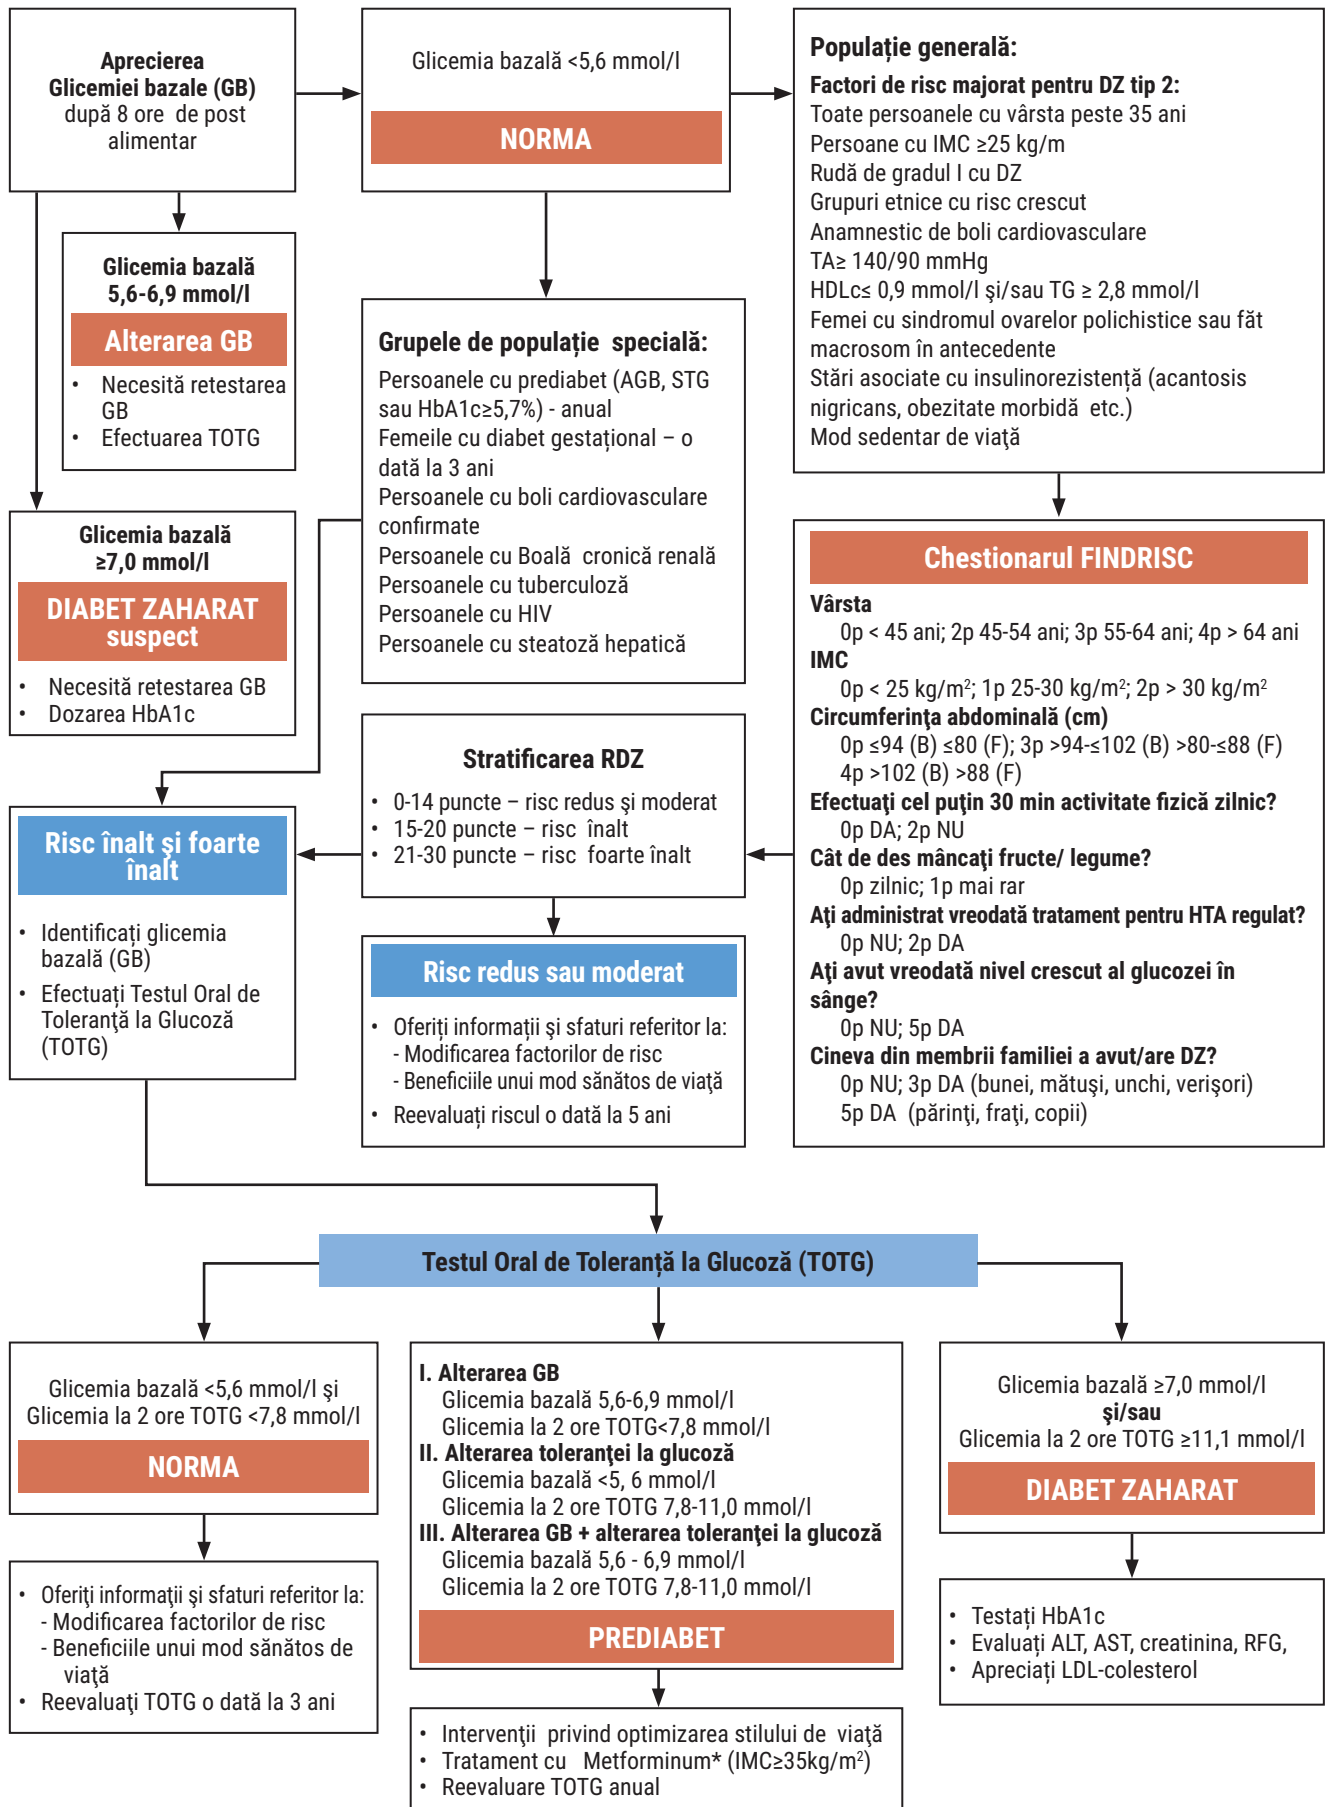 Aprecierea
Glicemiei bazale (GB)
după 8 ore de post
alimentar
Glicemia bazală <5,6 mmol/l
NORMA
Populație generală:
Factori de risc majorat pentru DZ tip 2:
Toate persoanele cu vârsta peste 35 ani
Persoane cu IMC ≥25 kg/m
Rudă de gradul I cu DZ
Grupuri etnice cu risc crescut
Anamnestic de boli cardiovasculare
TA≥ 140/90 mmHg
HDLc≤ 0,9 mmol/l şi/sau TG ≥ 2,8 mmol/l
Femei cu sindromul ovarelor polichistice sau făt
macrosom în antecedente
Stări asociate cu insulinorezistență (acantosis
nigricans, obezitate morbidă etc.)
Mod sedentar de viaţă
Glicemia bazală
5,6-6,9 mmol/l
Alterarea GB
• Necesită retestarea
GB
• Efectuarea TOTG
Grupele de populație specială:
Persoanele cu prediabet (AGB, STG
sau HbA1c≥5,7%) - anual
Femeile cu diabet gestațional – o
dată la 3 ani
Persoanele cu boli cardiovasculare
confirmate
Persoanele cu Boală cronică renală
Persoanele cu tuberculoză
Persoanele cu HIV
Persoanele cu steatoză hepatică
Glicemia bazală
≥7,0 mmol/l
DIABET ZAHARAT
suspect
• Necesită retestarea GB
• Dozarea HbA1c
Chestionarul FINDRISC
Vârsta
0p < 45 ani; 2p 45-54 ani; 3p 55-64 ani; 4p > 64 ani
IMC
0p < 25 kg/m²; 1p 25-30 kg/m²; 2p > 30 kg/m²
Circumferinţa abdominală (cm)
0p ≤94 (B) ≤80 (F); 3p >94-≤102 (B) >80-≤88 (F)
4p >102 (B) >88 (F)
Efectuaţi cel puţin 30 min activitate fizică zilnic?
0p DA; 2p NU
Cât de des mâncaţi fructe/ legume?
0p zilnic; 1p mai rar
Aţi administrat vreodată tratament pentru HTA regulat?
0p NU; 2p DA
Aţi avut vreodată nivel crescut al glucozei în
sânge?
0p NU; 5p DA
Cineva din membrii familiei a avut/are DZ?
0p NU; 3p DA (bunei, mătuşi, unchi, verişori)
5p DA (părinţi, fraţi, copii)
Stratificarea RDZ
• 0-14 puncte – risc redus şi moderat
• 15-20 puncte – risc înalt
• 21-30 puncte – risc foarte înalt
Risc înalt şi foarte
înalt
• Identificați glicemia
bazală (GB)
• Efectuați Testul Oral de
Toleranţă la Glucoză
(TOTG)
Risc redus sau moderat
• Oferiți informații şi sfaturi referitor la:
- Modificarea factorilor de risc
- Beneficiile unui mod sănătos de viaţă
• Reevaluați riscul o dată la 5 ani
Testul Oral de Toleranță la Glucoză (TOTG)
Glicemia bazală <5,6 mmol/l şi
Glicemia la 2 ore TOTG <7,8 mmol/l
NORMA
• Oferiţi informaţii şi sfaturi referitor la:
- Modificarea factorilor de risc
- Beneficiile unui mod sănătos de
viaţă
• Reevaluaţi TOTG o dată la 3 ani
I. Alterarea GB
Glicemia bazală 5,6-6,9 mmol/l
Glicemia la 2 ore TOTG<7,8 mmol/l
II. Alterarea toleranţei la glucoză
Glicemia bazală <5, 6 mmol/l
Glicemia la 2 ore TOTG 7,8-11,0 mmol/l
III. Alterarea GB + alterarea toleranţei la glucoză
Glicemia bazală 5,6 - 6,9 mmol/l
Glicemia la 2 ore TOTG 7,8-11,0 mmol/l
PREDIABET
• Intervenţii privind optimizarea stilului de viaţă
• Tratament cu Metforminum* (IMC≥35kg/m²)
• Reevaluare TOTG anual
Glicemia bazală ≥7,0 mmol/l
şi/sau
Glicemia la 2 ore TOTG ≥11,1 mmol/l
DIABET ZAHARAT
• Testați HbA1c
• Evaluați ALT, AST, creatinina, RFG,
• Apreciați LDL-colesterol